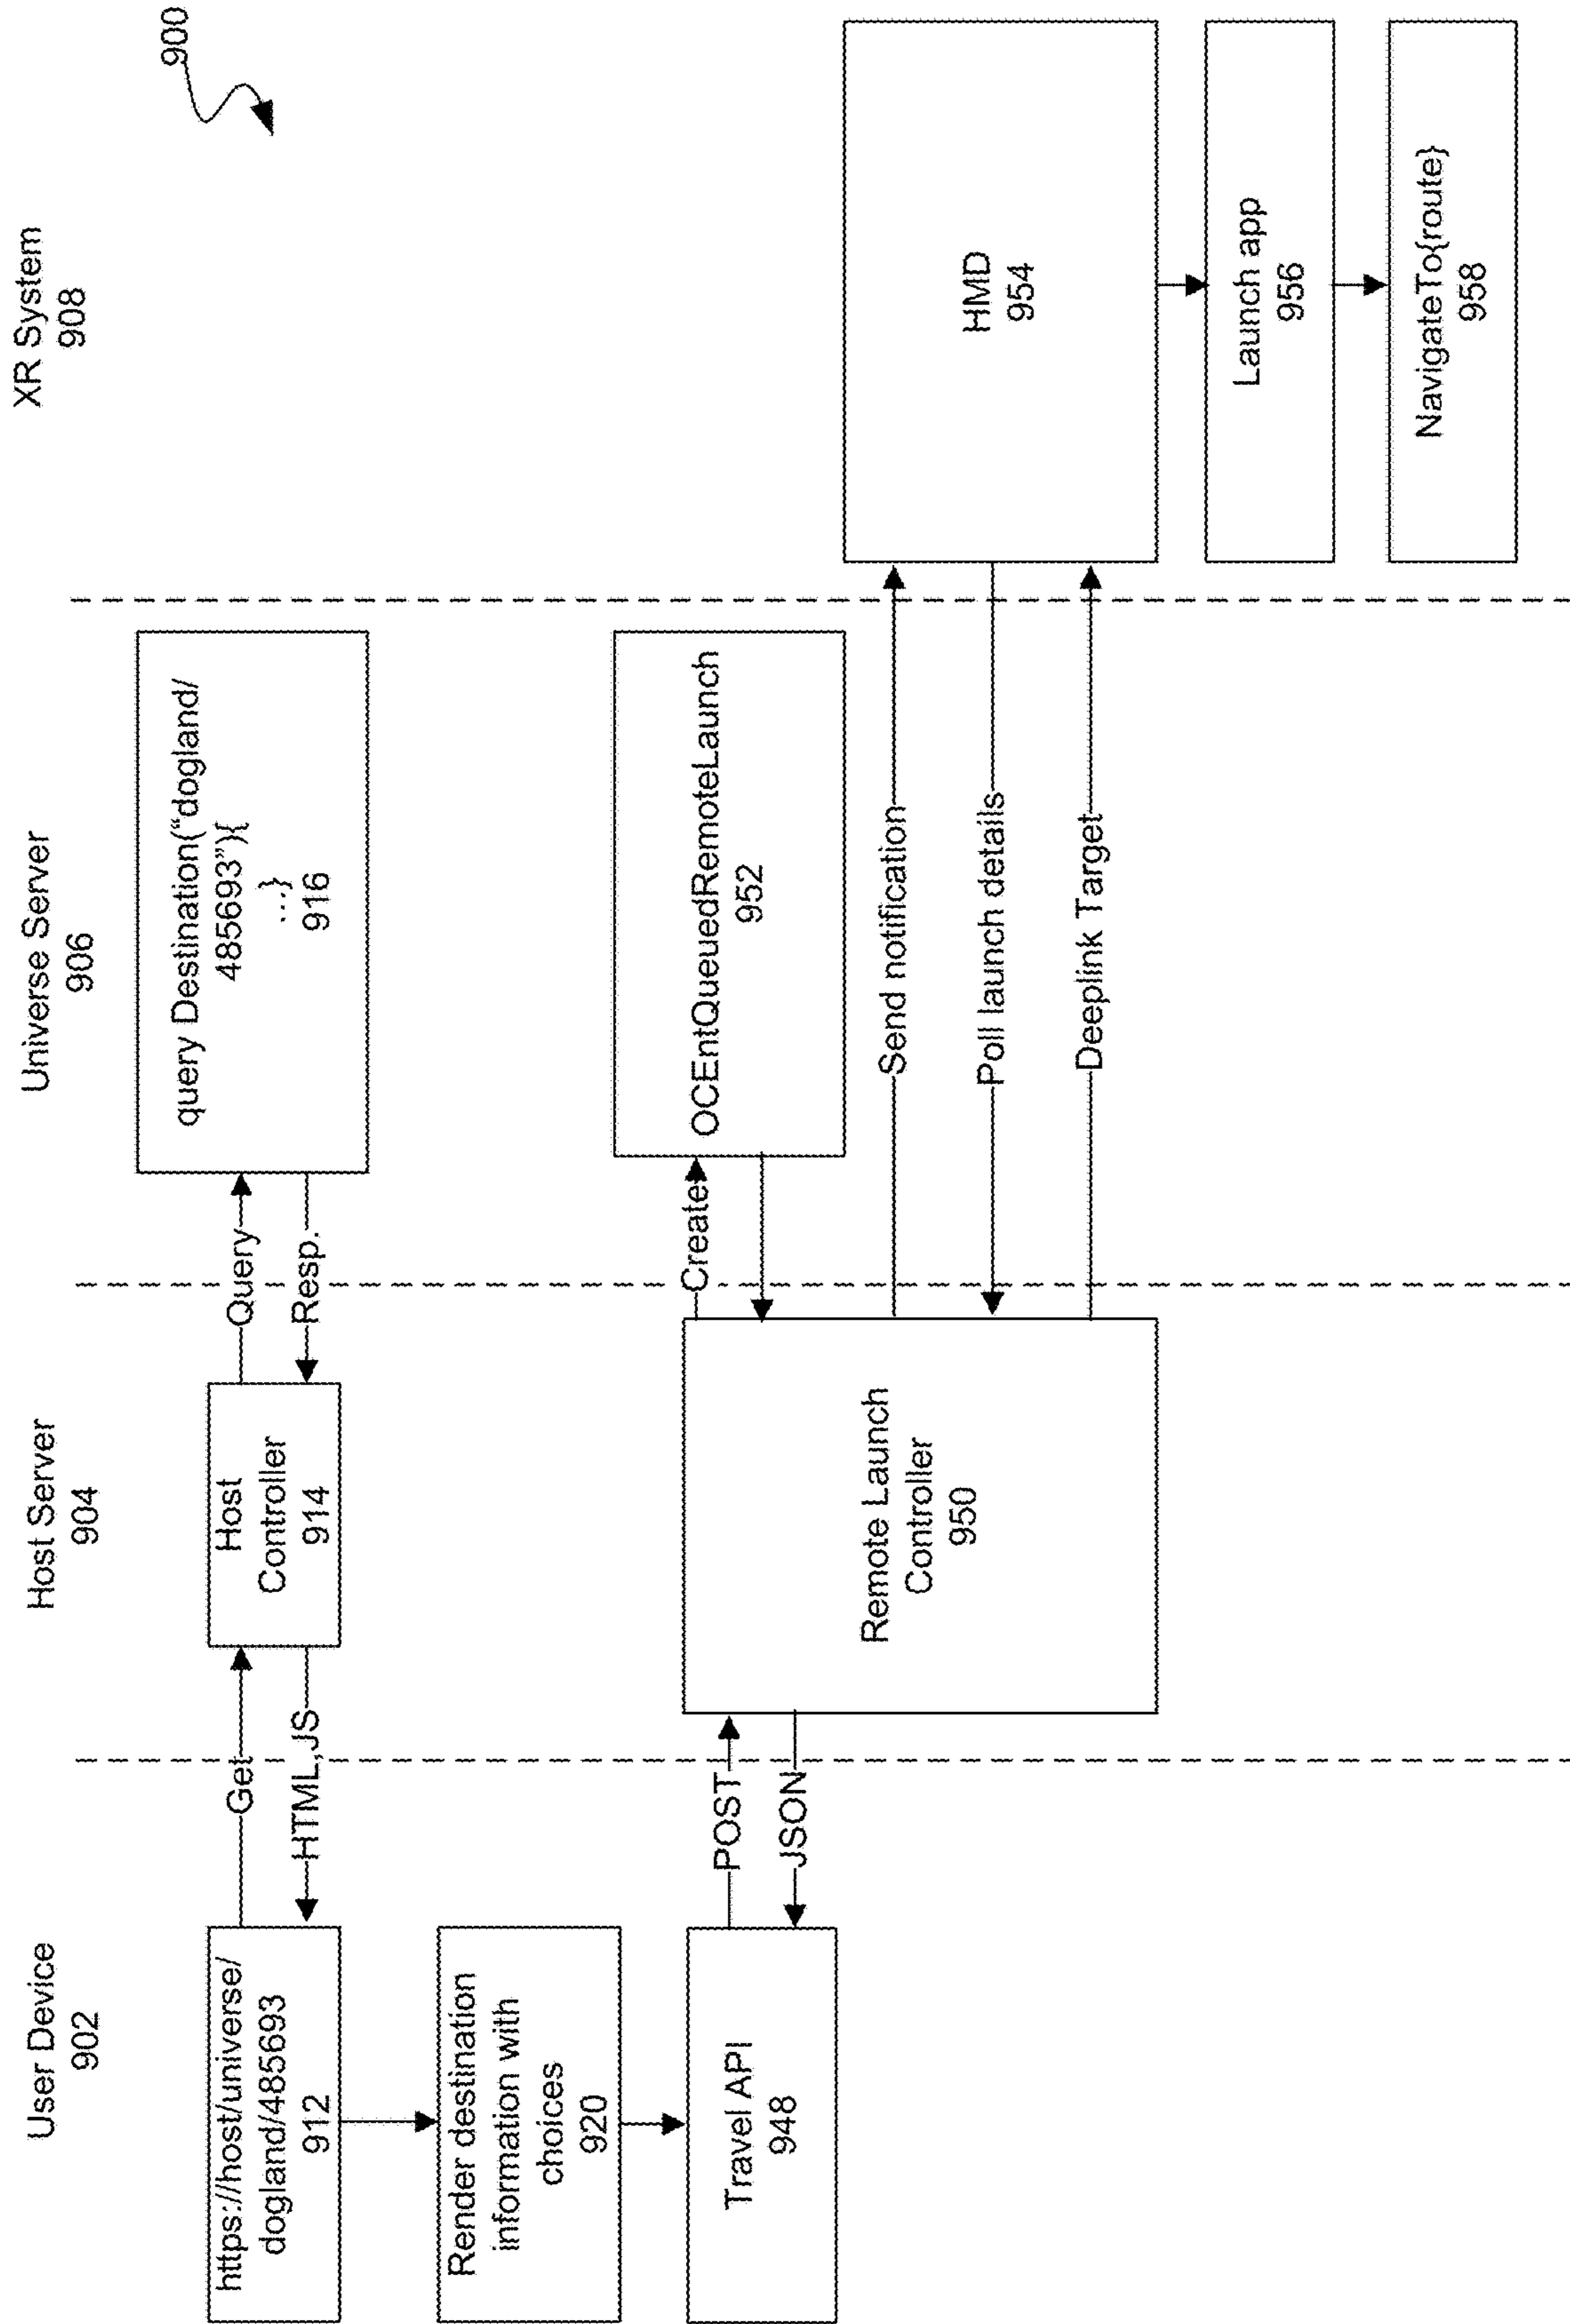 900
User Device
902
Host Server
904
Universe Server
906
XR System
908
https://host/universe/
dogland/485693
912
Get
HTML,JS
Host
Controller
914
Query
Resp.
query Destination("dogland/
485693"){
...}
916
Render destination
information with
choices
920
Travel API
948
POST
JSON
Remote Launch
Controller
950
Create
OCEntQueuedRemoteLaunch
952
Send notification
Poll launch details
Deeplink Target
HMD
954
Launch app
956
NavigateTo{route}
958